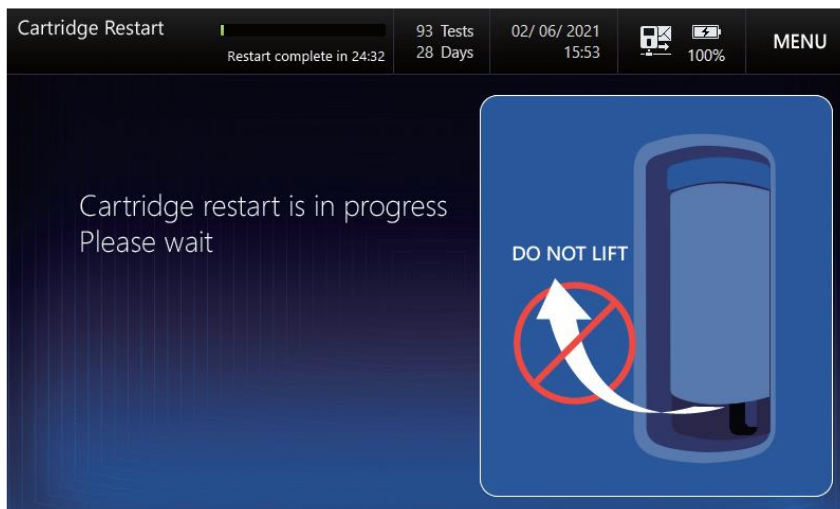 Cartridge Restart
Restart complete in 24:32
93 Tests
28 Days
02/ 06/ 2021
15:53
100%
MENU
Cartridge restart is in progress
Please wait
DO NOT LIFT